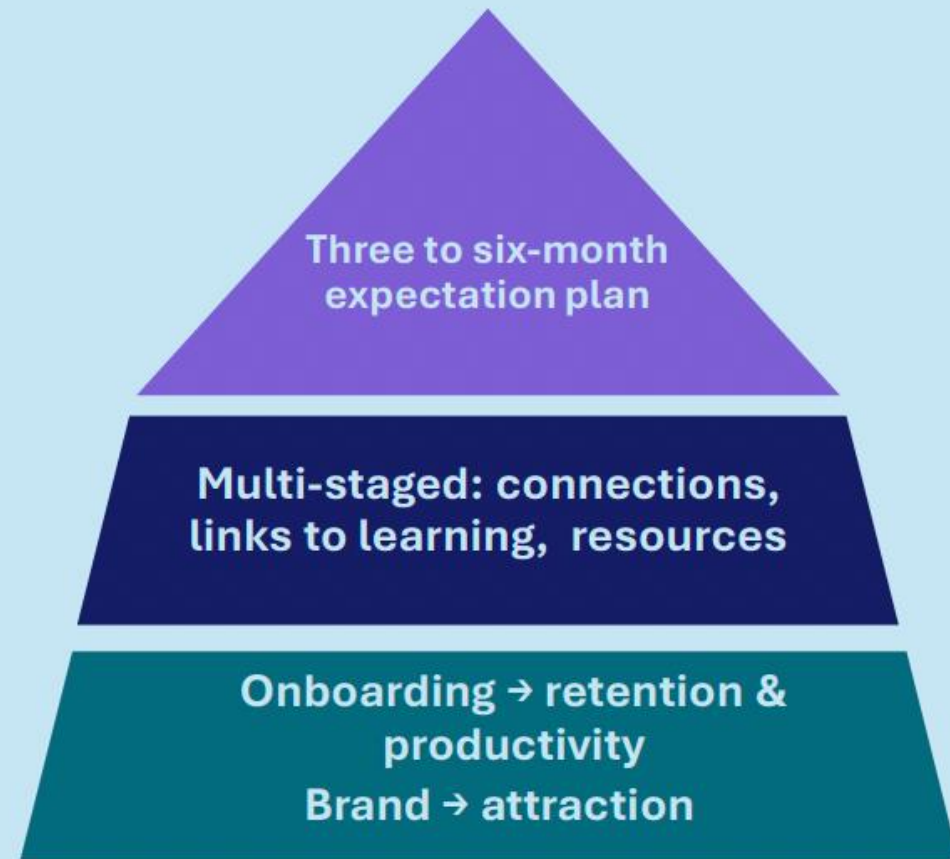 Three to six-month
expectation plan
Multi-staged: connections,
links to learning, resources
Onboarding → retention &
productivity
Brand → attraction